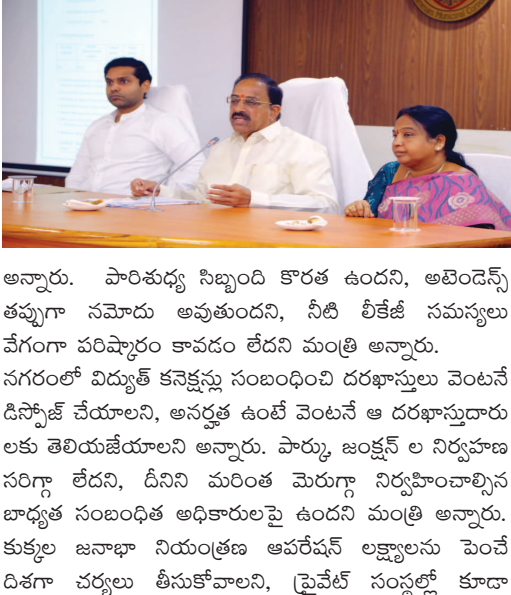 అన్నారు. పారిశుధ్య సిబ్బంది కొరత ఉందని, అటెండెన్స్
తప్పుగా నమోదు అవుతుందని, నీటి లీకేజీ సమస్యలు
వేగంగా పరిష్కారం కావడం లేదని మంత్రి అన్నారు.
నగరంలో విద్యుత్ కనెక్షన్లు సంబంధించి దరఖాస్తులు వెంటనే
డిస్పోజ్ చేయాలని, అనర్హత ఉంటే వెంటనే ఆ దరఖాస్తుదారు
లకు తెలియజేయాలని అన్నారు. పార్కు, జంక్షన్ ల నిర్వహణ
సరిగ్గా లేదని, దీనిని మరింత మెరుగ్గా నిర్వహించాల్సిన
బాధ్యత సంబంధిత అధికారులపై ఉందని మంత్రి అన్నారు.
కుక్కల జనాభా నియంత్రణ ఆపరేషన్ లక్ష్యాలను పెంచే
దిశగా చర్యలు తీసుకోవాలని, ప్రైవేట్ సంస్థల్లో కూడా